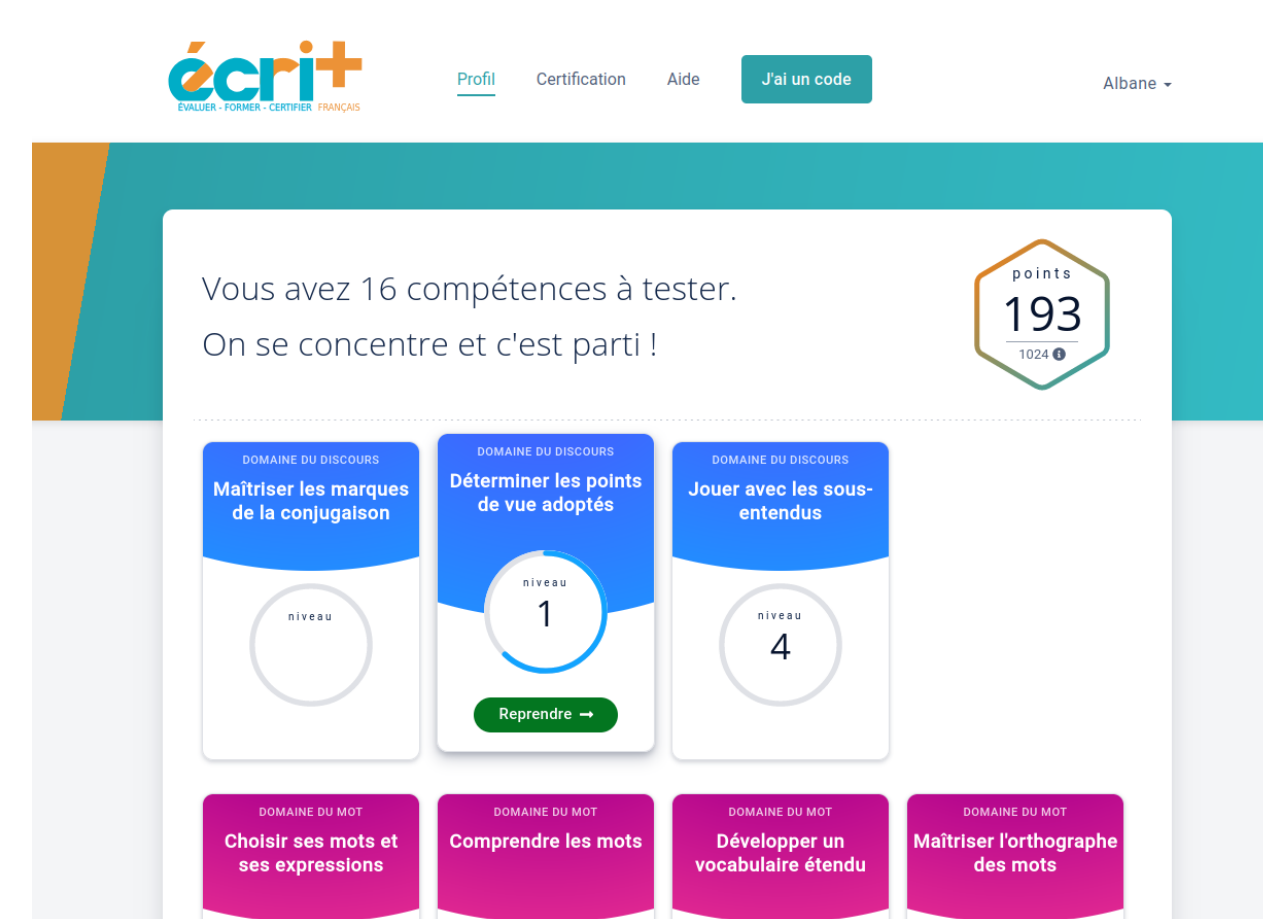 écri+
ÉVALUER - FORMER - CERTIFIER FRANÇAIS
Profil
Certification
Aide
J'ai un code
Albane
Vous avez 16 compétences à tester.
On se concentre et c'est parti !
points
193
1024
DOMAINE DU DISCOURS
Maîtriser les marques
de la conjugaison
niveau
DOMAINE DU DISCOURS
Déterminer les points
de vue adoptés
niveau
1
Reprendre →
DOMAINE DU DISCOURS
Jouer avec les sous-
entendus
niveau
4
DOMAINE DU MOT
Choisir ses mots et
ses expressions
DOMAINE DU MOT
Comprendre les mots
DOMAINE DU MOT
Développer un
vocabulaire étendu
DOMAINE DU MOT
Maîtriser l'orthographe
des mots